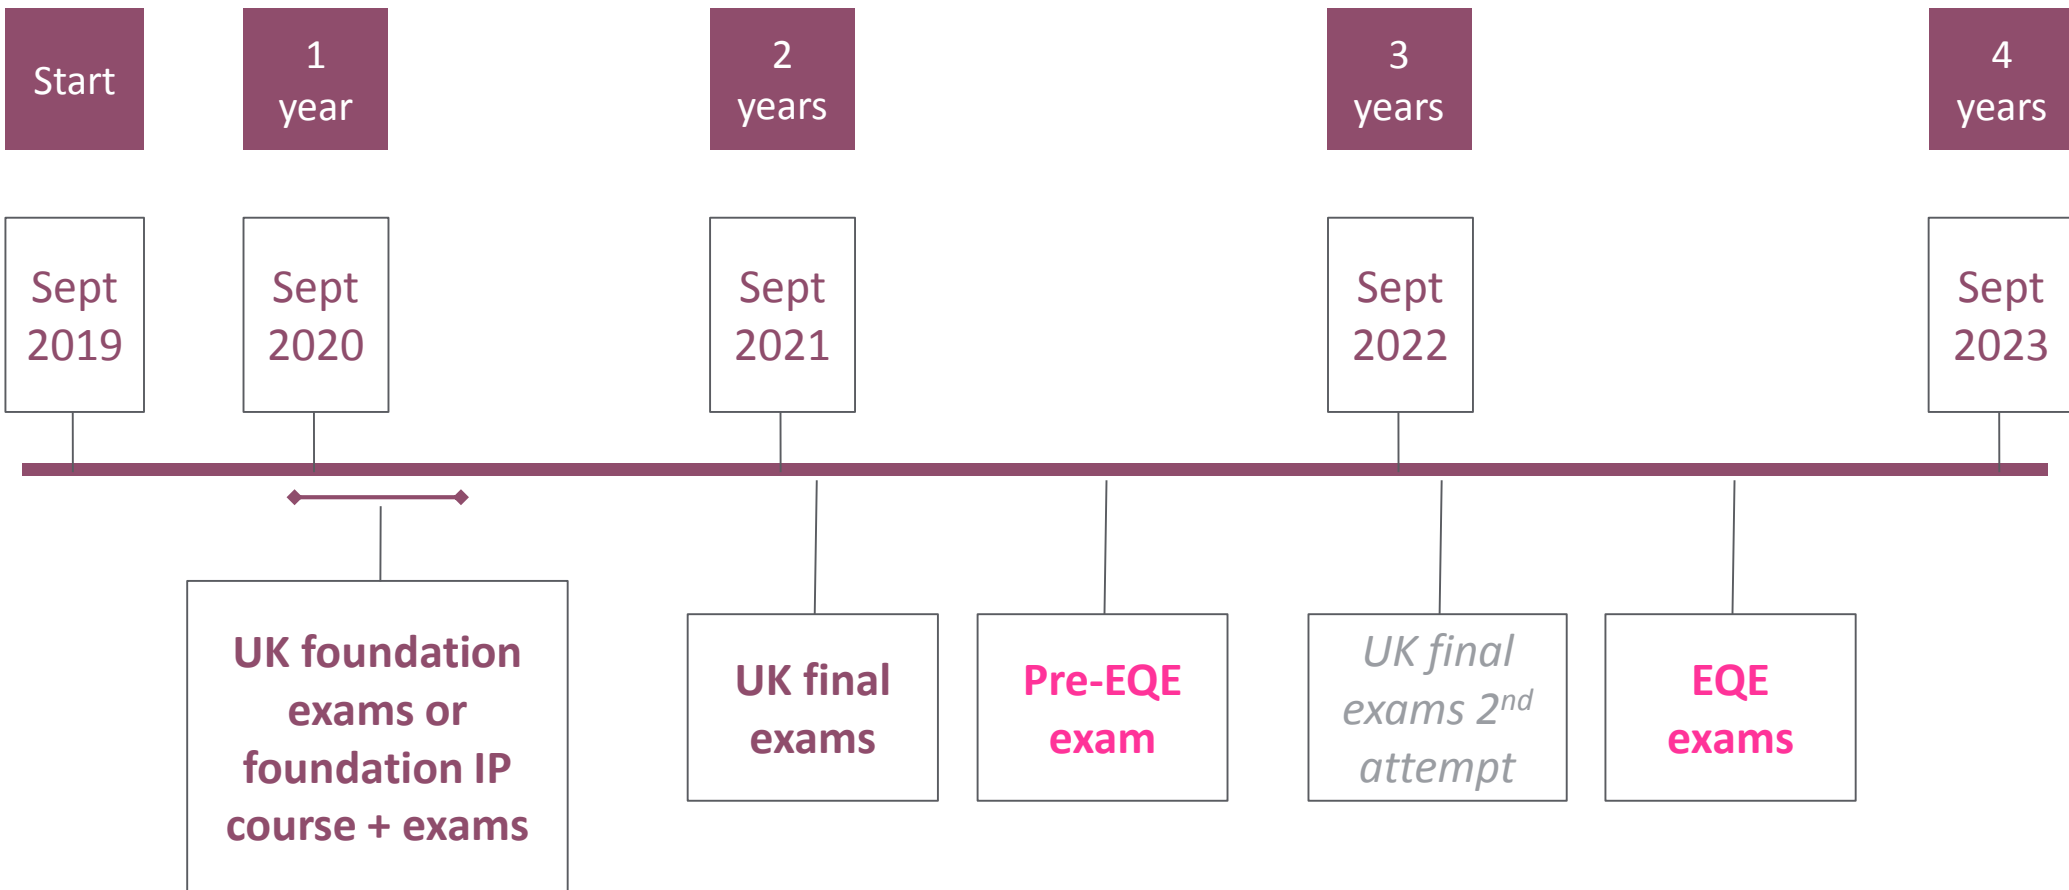 Start
1
year
2
years
3
years
4
years
Sept
2019
Sept
2020
Sept
2021
Sept
2022
Sept
2023
UK foundation
exams or
foundation IP
course + exams
UK final
exams
Pre-EQE
exam
UK final
exams 2nd
attempt
EQE
exams